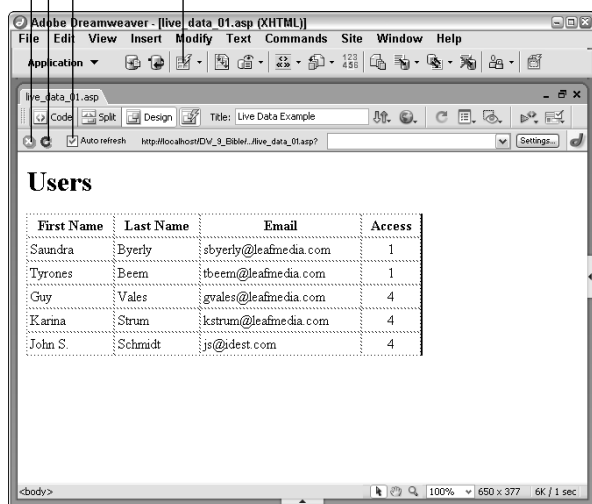 Adobe Dreamweaver - [live_data_01.asp (XHTML)]
File Edit View Insert Modify Text Commands Site Window Help
Application
live_data_01.asp
Code Split Design Title: Live Data Example
Auto refresh http://localhost/DW_9_Bible/.../live_data_01.asp? Settings...
Users
First Name Last Name Email Access
Saundra Byerly sbyerly@leafmedia.com 1
Tyrones Beem tbeem@leafmedia.com 1
Guy Vales gvales@leafmedia.com 4
Karina Strum kstrum@leafmedia.com 4
John S. Schmidt js@idest.com 4
<body> 100% 650 x 377 6K / 1 sec